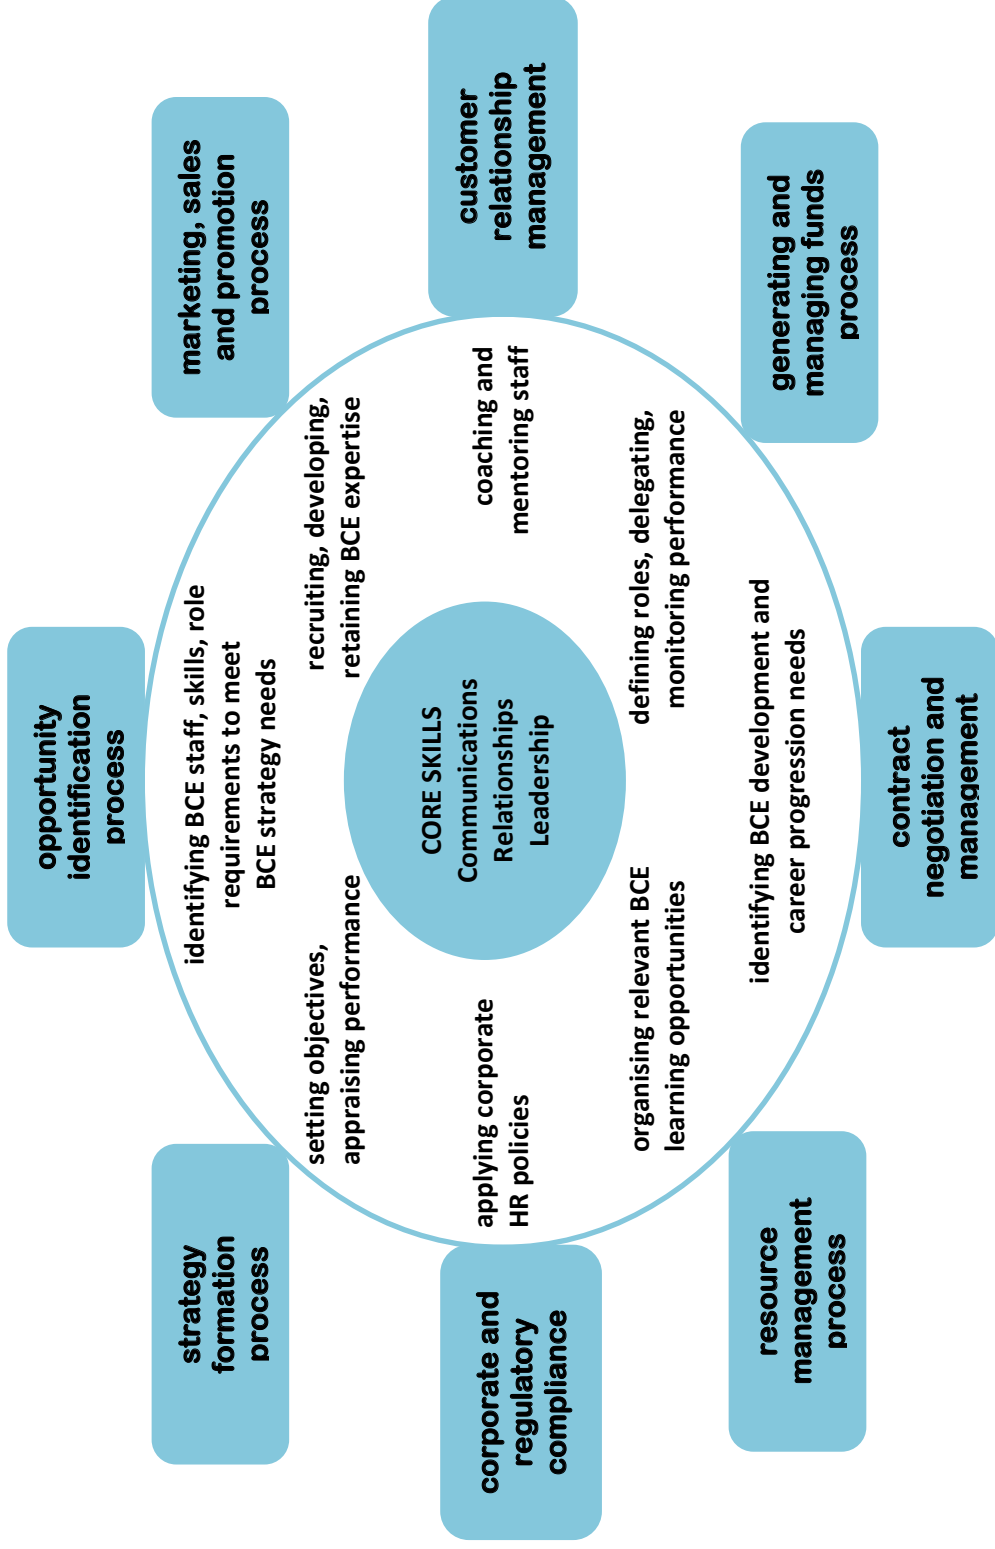 opportunity
identification
process
strategy
formation
process
marketing, sales
and promotion
process
identifying BCE staff, skills, role
requirements to meet
BCE strategy needs
setting objectives,
appraising performance
recruiting, developing,
retaining BCE expertise
corporate and
regulatory
compliance
applying corporate
HR policies
CORE SKILLS
Communications
Relationships
Leadership
coaching and
mentoring staff
customer
relationship
management
organising relevant BCE
learning opportunities
defining roles, delegating,
monitoring performance
identifying BCE development and
career progression needs
resource
management
process
generating and
managing funds
process
contract
negotiation and
management